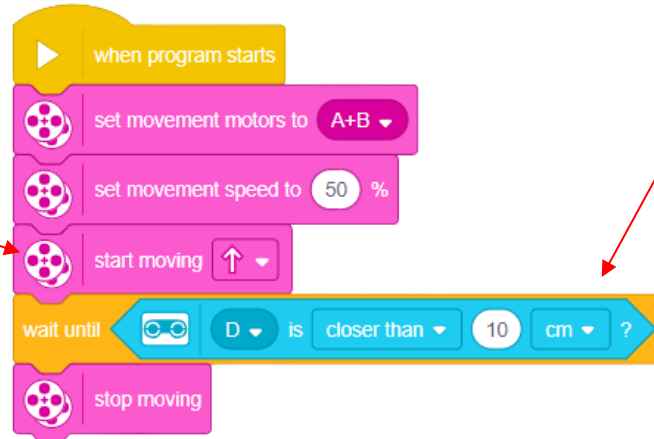 when program starts
set movement motors to A+B
set movement speed to 50 %
start moving ↑
wait until D is closer than 10 cm ?
stop moving